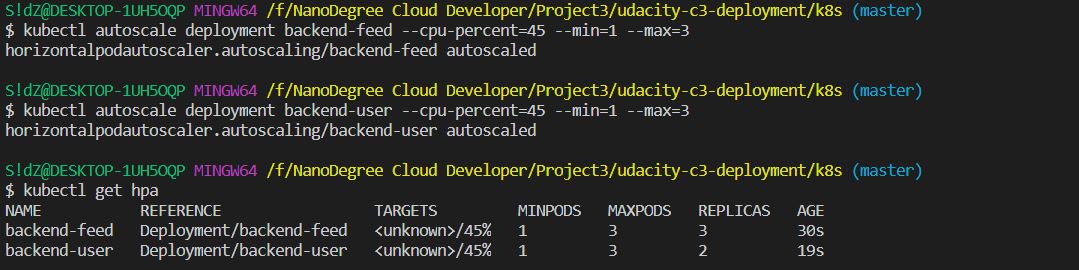 S!dZ@DESKTOP-1UH5OQP MINGW64 /f/NanoDegree Cloud Developer/Project3/udacity-c3-deployment/k8s (master)
$ kubectl autoscale deployment backend-feed --cpu-percent=45 --min=1 --max=3
horizontalpodautoscaler.autoscaling/backend-feed autoscaled
S!dZ@DESKTOP-1UH5OQP MINGW64 /f/NanoDegree Cloud Developer/Project3/udacity-c3-deployment/k8s (master)
$ kubectl autoscale deployment backend-user --cpu-percent=45 --min=1 --max=3
horizontalpodautoscaler.autoscaling/backend-user autoscaled
S!dZ@DESKTOP-1UH5OQP MINGW64 /f/NanoDegree Cloud Developer/Project3/udacity-c3-deployment/k8s (master)
$ kubectl get hpa
NAME REFERENCE TARGETS MINPODS MAXPODS REPLICAS AGE
backend-feed Deployment/backend-feed <unknown>/45% 1 3 3 30s
backend-user Deployment/backend-user <unknown>/45% 1 3 2 19s